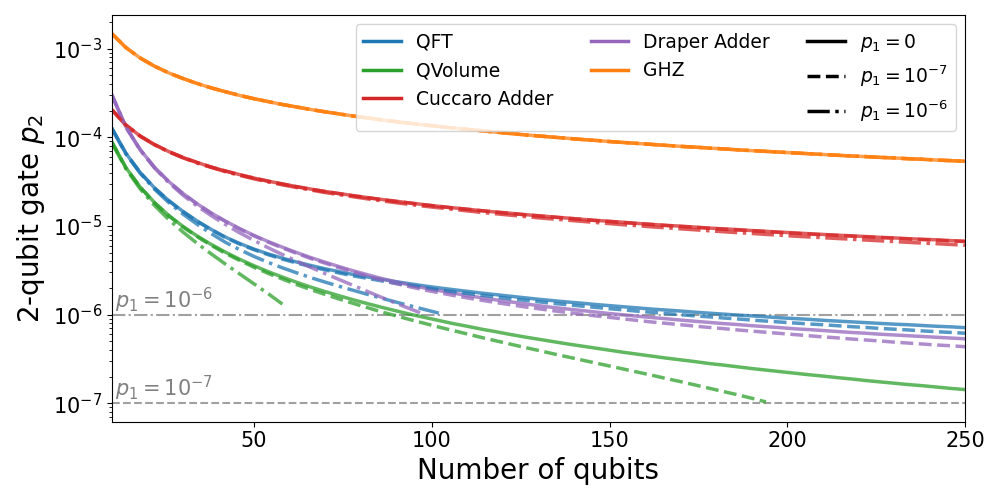 2-qubit gate p₂
10⁻³
10⁻⁴
10⁻⁵
10⁻⁶
10⁻⁷
QFT
QVolume
Cuccaro Adder
Draper Adder
GHZ
p₁ = 0
p₁ = 10⁻⁷
p₁ = 10⁻⁶
p₁ = 10⁻⁶
p₁ = 10⁻⁷
50
100
150
200
250
Number of qubits